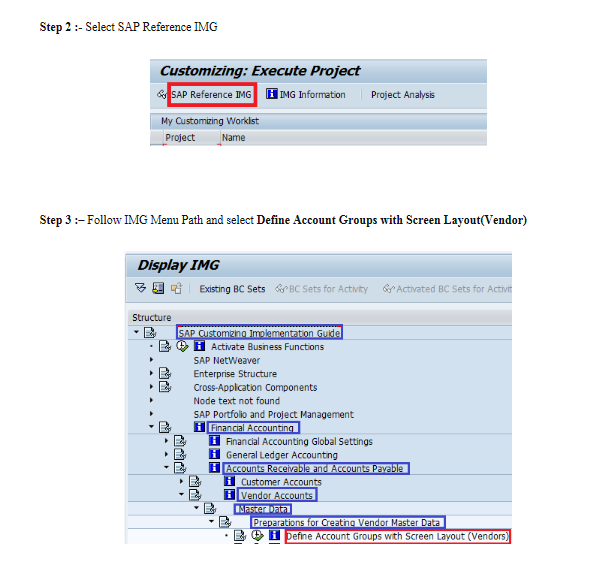 Step 2 :- Select SAP Reference IMG
Customizing: Execute Project
SAP Reference IMG IMG Information Project Analysis
My Customizing Worklist
Project Name
Step 3 :– Follow IMG Menu Path and select Define Account Groups with Screen Layout(Vendor)
Display IMG
Existing BC Sets BC Sets for Activity Activated BC Sets for Activit
Structure
SAP Customizing Implementation Guide
Activate Business Functions
SAP NetWeaver
Enterprise Structure
Cross-Application Components
Node text not found
SAP Portfolio and Project Management
Financial Accounting
Financial Accounting Global Settings
General Ledger Accounting
Accounts Receivable and Accounts Payable
Customer Accounts
Vendor Accounts
Master Data
Preparations for Creating Vendor Master Data
Define Account Groups with Screen Layout (Vendors)